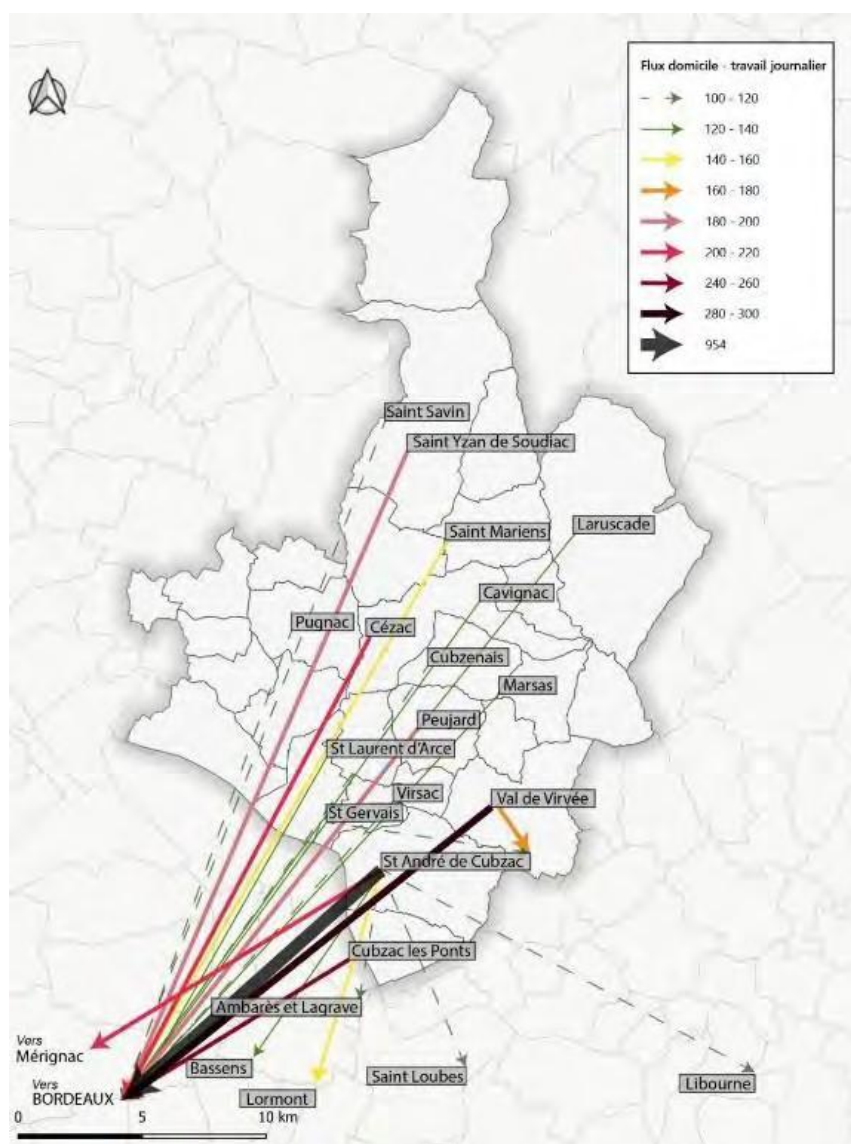 Flux domicile - travail journalier
100 - 120
120 - 140
140 - 160
160 - 180
180 - 200
200 - 220
240 - 260
280 - 300
954
Saint Savin
Saint Yzan de Soudiac
Laruscade
Saint Mariens
Cavignac
Pugnac
Cézac
Cubzenais
Marsas
Peujard
St Laurent d'Arce
Virsac
Val de Virvée
St Gervais
St André de Cubzac
Cubzac les Ponts
Ambarès et Lagrave
Vers
Mérignac
Bassens
Saint Loubes
Libourne
Vers
BORDEAUX
Lormont
0 5 10 km